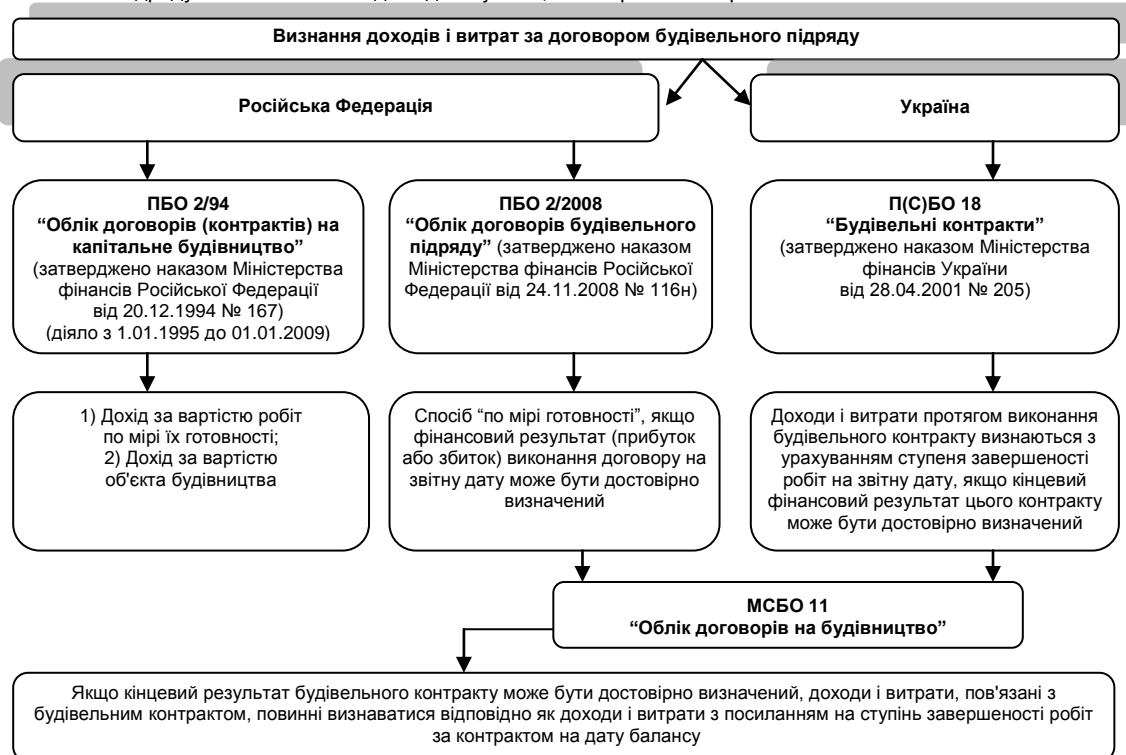 Визнання доходів і витрат за договором будівельного підряду
Російська Федерація
Україна
ПБО 2/94
“Облік договорів (контрактів) на
капітальне будівництво”
(затверджено наказом Міністерства
фінансів Російської Федерації
від 20.12.1994 № 167)
(діяло з 1.01.1995 до 01.01.2009)
ПБО 2/2008
“Облік договорів будівельного
підряду” (затверджено наказом
Міністерства фінансів Російської
Федерації від 24.11.2008 № 116н)
П(С)БО 18
“Будівельні контракти”
(затверджено наказом Міністерства
фінансів України
від 28.04.2001 № 205)
1) Дохід за вартістю робіт
по мірі їх готовності;
2) Дохід за вартістю
об'єкта будівництва
Спосіб “по мірі готовності”, якщо
фінансовий результат (прибуток
або збиток) виконання договору на
звітну дату може бути достовірно
визначений
Доходи і витрати протягом виконання
будівельного контракту визнаються з
урахуванням ступеня завершеності
робіт на звітну дату, якщо кінцевий
фінансовий результат цього контракту
може бути достовірно визначений
МСБО 11
“Облік договорів на будівництво”
Якщо кінцевий результат будівельного контракту може бути достовірно визначений, доходи і витрати, пов'язані з
будівельним контрактом, повинні визнаватися відповідно як доходи і витрати з посиланням на ступінь завершеності робіт
за контрактом на дату балансу